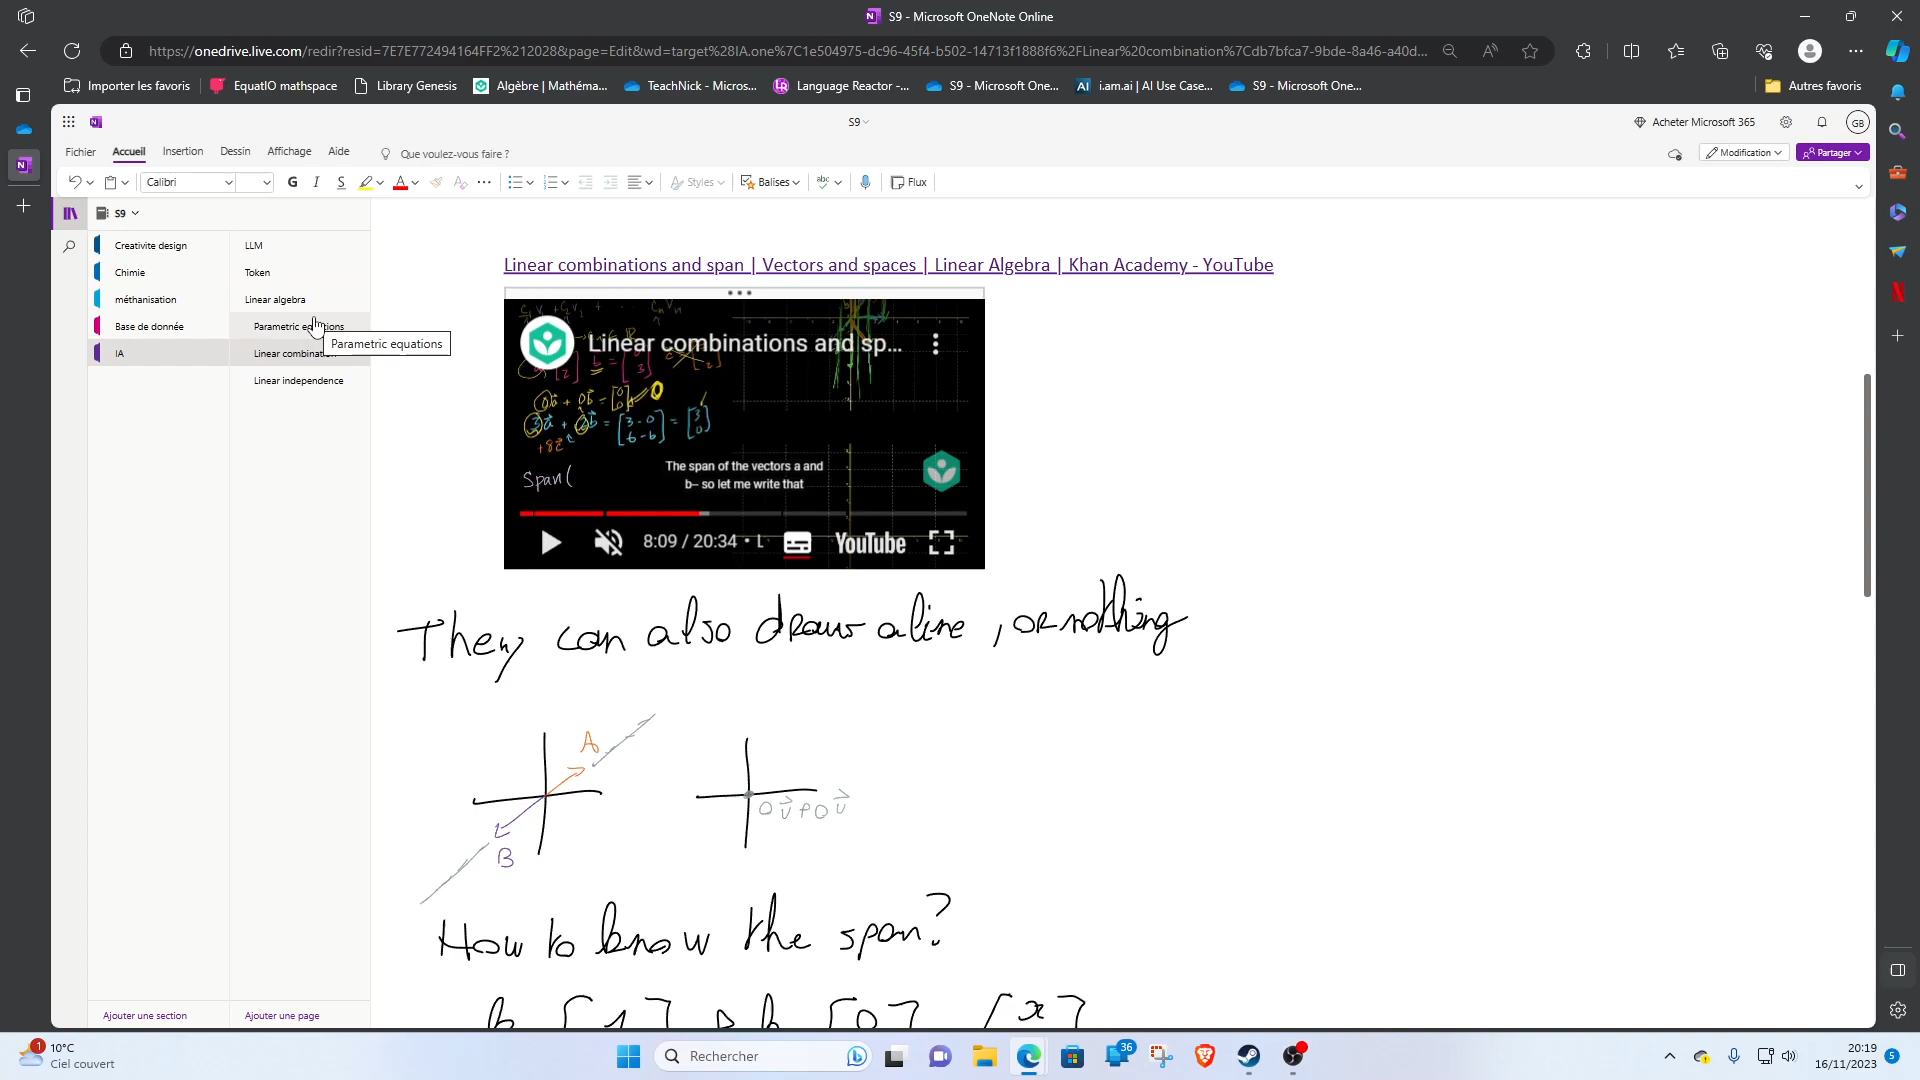 S9 - Microsoft OneNote Online
https://onedrive.live.com/redir?resid=7E7E772494164FF2%212028&page=Edit&wd=target%28IA.one%7C1e504975-dc96-45f4-b502-14713f1888f6%2FLinear%20combination%7Cdb7bfca7-9bde-8a46-a40d...
Importer les favoris
EquatIO mathspace
Library Genesis
Algèbre | Mathéma...
TeachNick - Micros...
Language Reactor -...
S9 - Microsoft One...
AI
i.am.ai | AI Use Case...
S9 - Microsoft One...
Autres favoris
S9
Acheter Microsoft 365
GB
Fichier
Accueil
Insertion
Dessin
Affichage
Aide
Que voulez-vous faire ?
Modification
Partager
Calibri
G
I
S
Styles
Balises
Flux
S9
Creativite design
Chimie
méthanisation
Base de donnée
IA
LLM
Token
Linear algebra
Parametric equations
Linear combination
Linear independence
Parametric equations
Linear combinations and span | Vectors and spaces | Linear Algebra | Khan Academy - YouTube
Linear combinations and sp...
Span(
The span of the vectors a and
b– so let me write that
8:09 / 20:34 • L
YouTube
They can also draw a line, or nothing
A
B
How to know the span?
Ajouter une section
Ajouter une page
1
10°C
Ciel couvert
Rechercher
36
20:19
16/11/2023
5